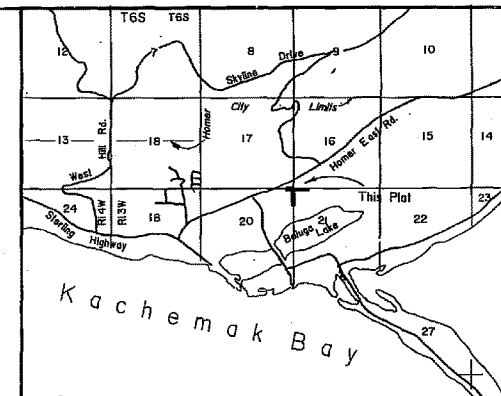 T6S T6S
12 7 8 9 10
Skyline Drive
City Limits
Homer
13 18 17 16 15 14
West Hill Rd.
Homer East Rd.
This Plat
24 R14W R13W 18 20 21 22 23
Beluga Lake
Sterling Highway
27
Kachemak Bay